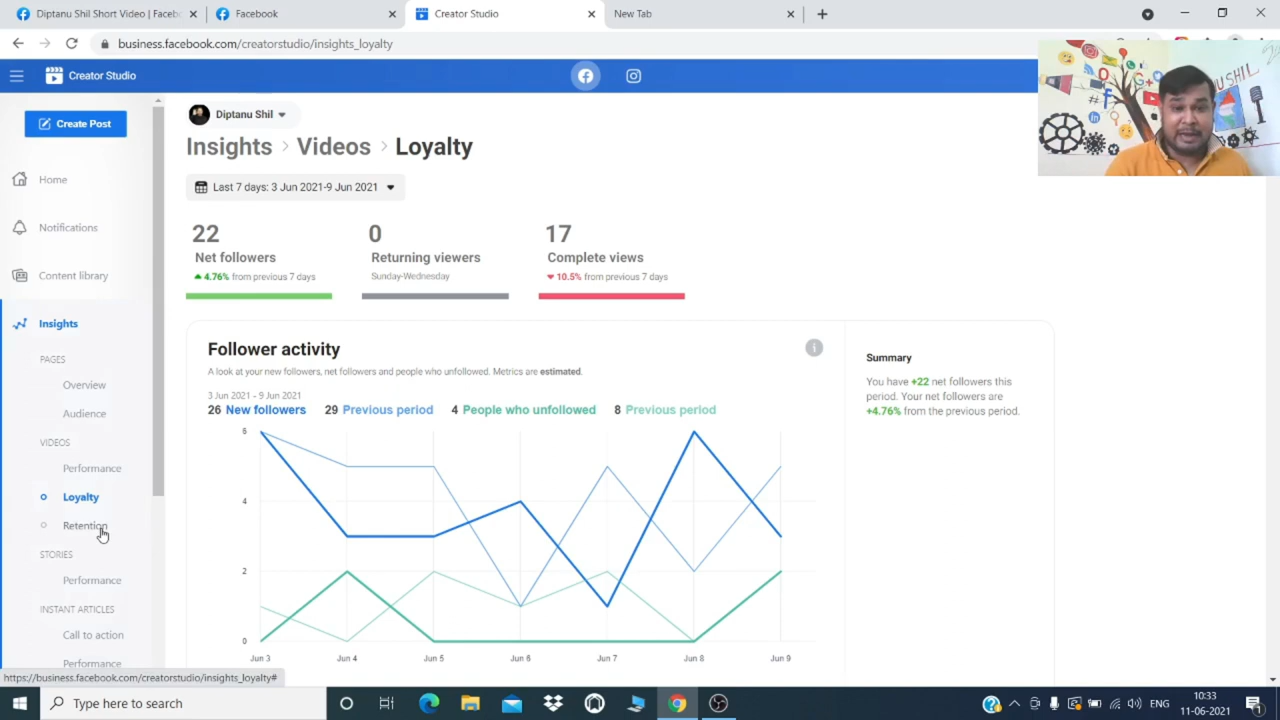 Diptanu Shil Short Video | Faceb
Facebook
Creator Studio
New Tab
business.facebook.com/creatorstudio/insights_loyalty
Creator Studio
Create Post
Home
Notifications
Content library
Insights
PAGES
Overview
Audience
VIDEOS
Performance
Loyalty
Retention
STORIES
Performance
INSTANT ARTICLES
Call to action
Performance
Diptanu Shil
Insights > Videos > Loyalty
Last 7 days: 3 Jun 2021-9 Jun 2021
22
Net followers
4.76% from previous 7 days
0
Returning viewers
Sunday-Wednesday
17
Complete views
10.5% from previous 7 days
Follower activity
A look at your new followers, net followers and people who unfollowed. Metrics are estimated.
3 Jun 2021 - 9 Jun 2021
26 New followers 29 Previous period 4 People who unfollowed 8 Previous period
6
4
2
0
Jun 3 Jun 4 Jun 5 Jun 6 Jun 7 Jun 8 Jun 9
Summary
You have +22 net followers this
period. Your net followers are
+4.76% from the previous period.
https://business.facebook.com/creatorstudio/insights_loyalty#
Type here to search
ENG
10:33
11-06-2021